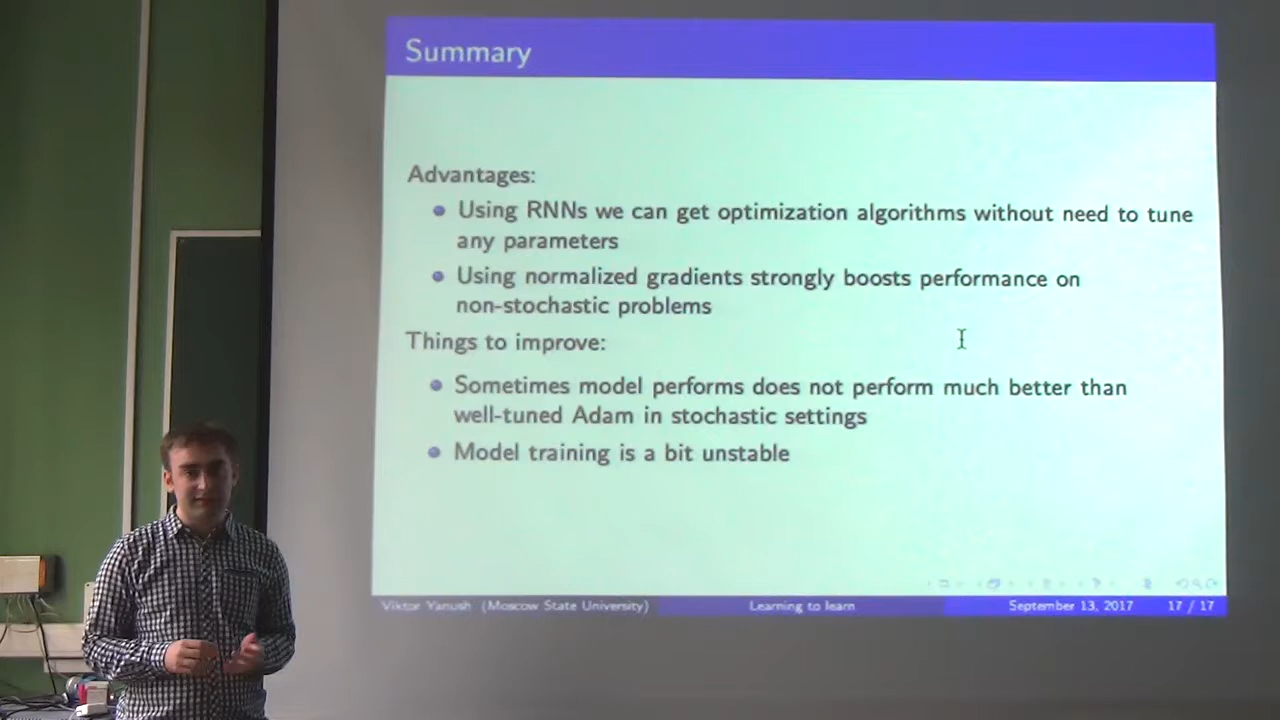 Summary
Advantages:
Using RNNs we can get optimization algorithms without need to tune
any parameters
Using normalized gradients strongly boosts performance on
non-stochastic problems
Things to improve:
Sometimes model performs does not perform much better than
well-tuned Adam in stochastic settings
Model training is a bit unstable
Viktor Yanush (Moscow State University) Learning to learn September 13, 2017 17 / 17